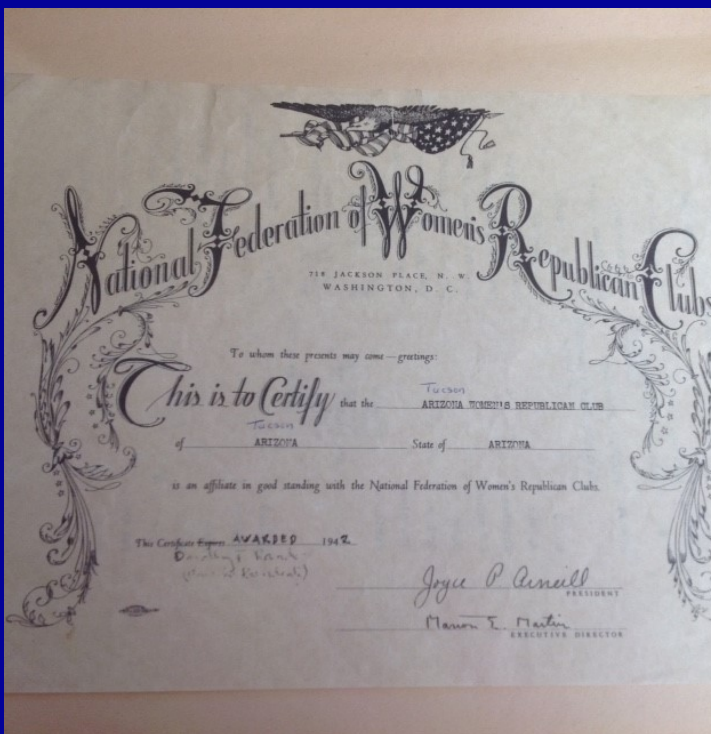 National Federation of Women's Republican Clubs
718 JACKSON PLACE, N. W.
WASHINGTON, D. C.
To whom these presents may come—greetings:
Tucson
This is to Certify that the ARIZONA WOMEN'S REPUBLICAN CLUB
Tucson
of ARIZONA State of ARIZONA
is an affiliate in good standing with the National Federation of Women's Republican Clubs.
This Certificate Expires AWARDED 1942
Dorothy
Joyce P. Arneill
PRESIDENT
Marion E. Martin
EXECUTIVE DIRECTOR